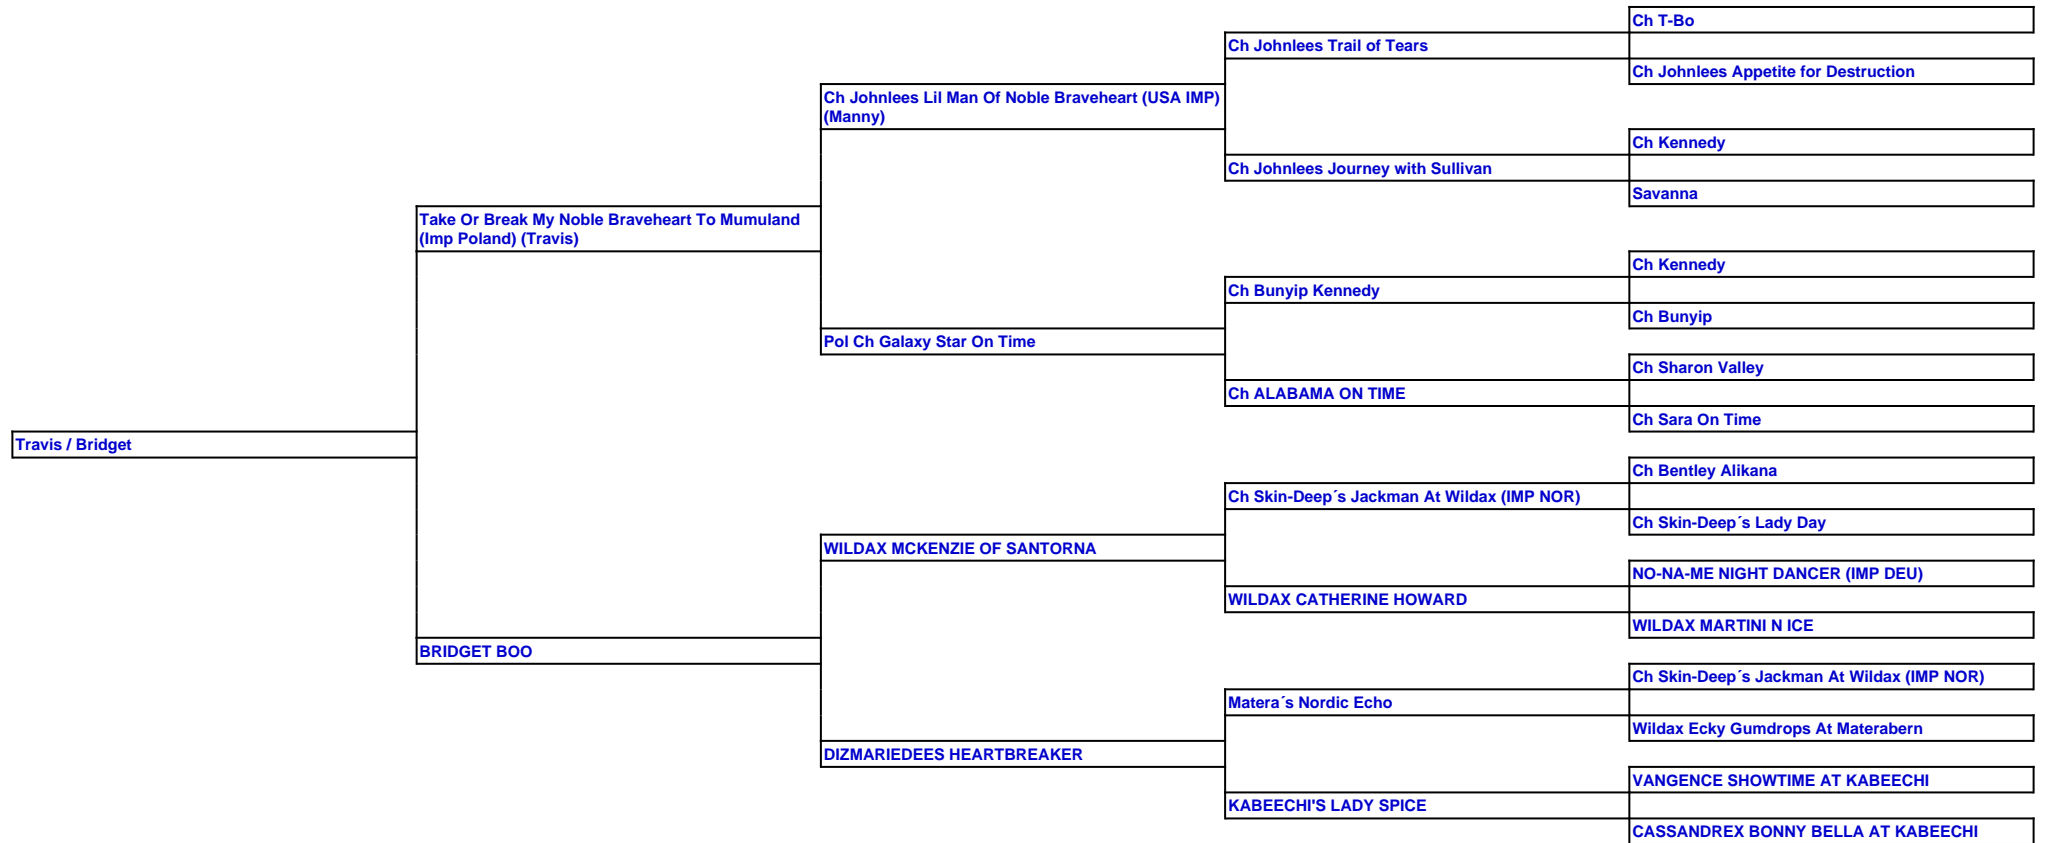 Ch T-Bo
Ch Johnlees Trail of Tears
Ch Johnlees Appetite for Destruction
Ch Johnlees Lil Man Of Noble Braveheart (USA IMP)
(Manny)
Ch Kennedy
Ch Johnlees Journey with Sullivan
Savanna
Take Or Break My Noble Braveheart To Mumuland
(Imp Poland) (Travis)
Ch Kennedy
Ch Bunyip Kennedy
Ch Bunyip
Pol Ch Galaxy Star On Time
Ch Sharon Valley
Ch ALABAMA ON TIME
Ch Sara On Time
Travis / Bridget
Ch Bentley Alikana
Ch Skin-Deep´s Jackman At Wildax (IMP NOR)
Ch Skin-Deep´s Lady Day
WILDAX MCKENZIE OF SANTORNA
NO-NA-ME NIGHT DANCER (IMP DEU)
WILDAX CATHERINE HOWARD
WILDAX MARTINI N ICE
BRIDGET BOO
Ch Skin-Deep´s Jackman At Wildax (IMP NOR)
Matera´s Nordic Echo
Wildax Ecky Gumdrops At Materabern
DIZMARIEDEES HEARTBREAKER
VANGENCE SHOWTIME AT KABEECHI
KABEECHI'S LADY SPICE
CASSANDREX BONNY BELLA AT KABEECHI